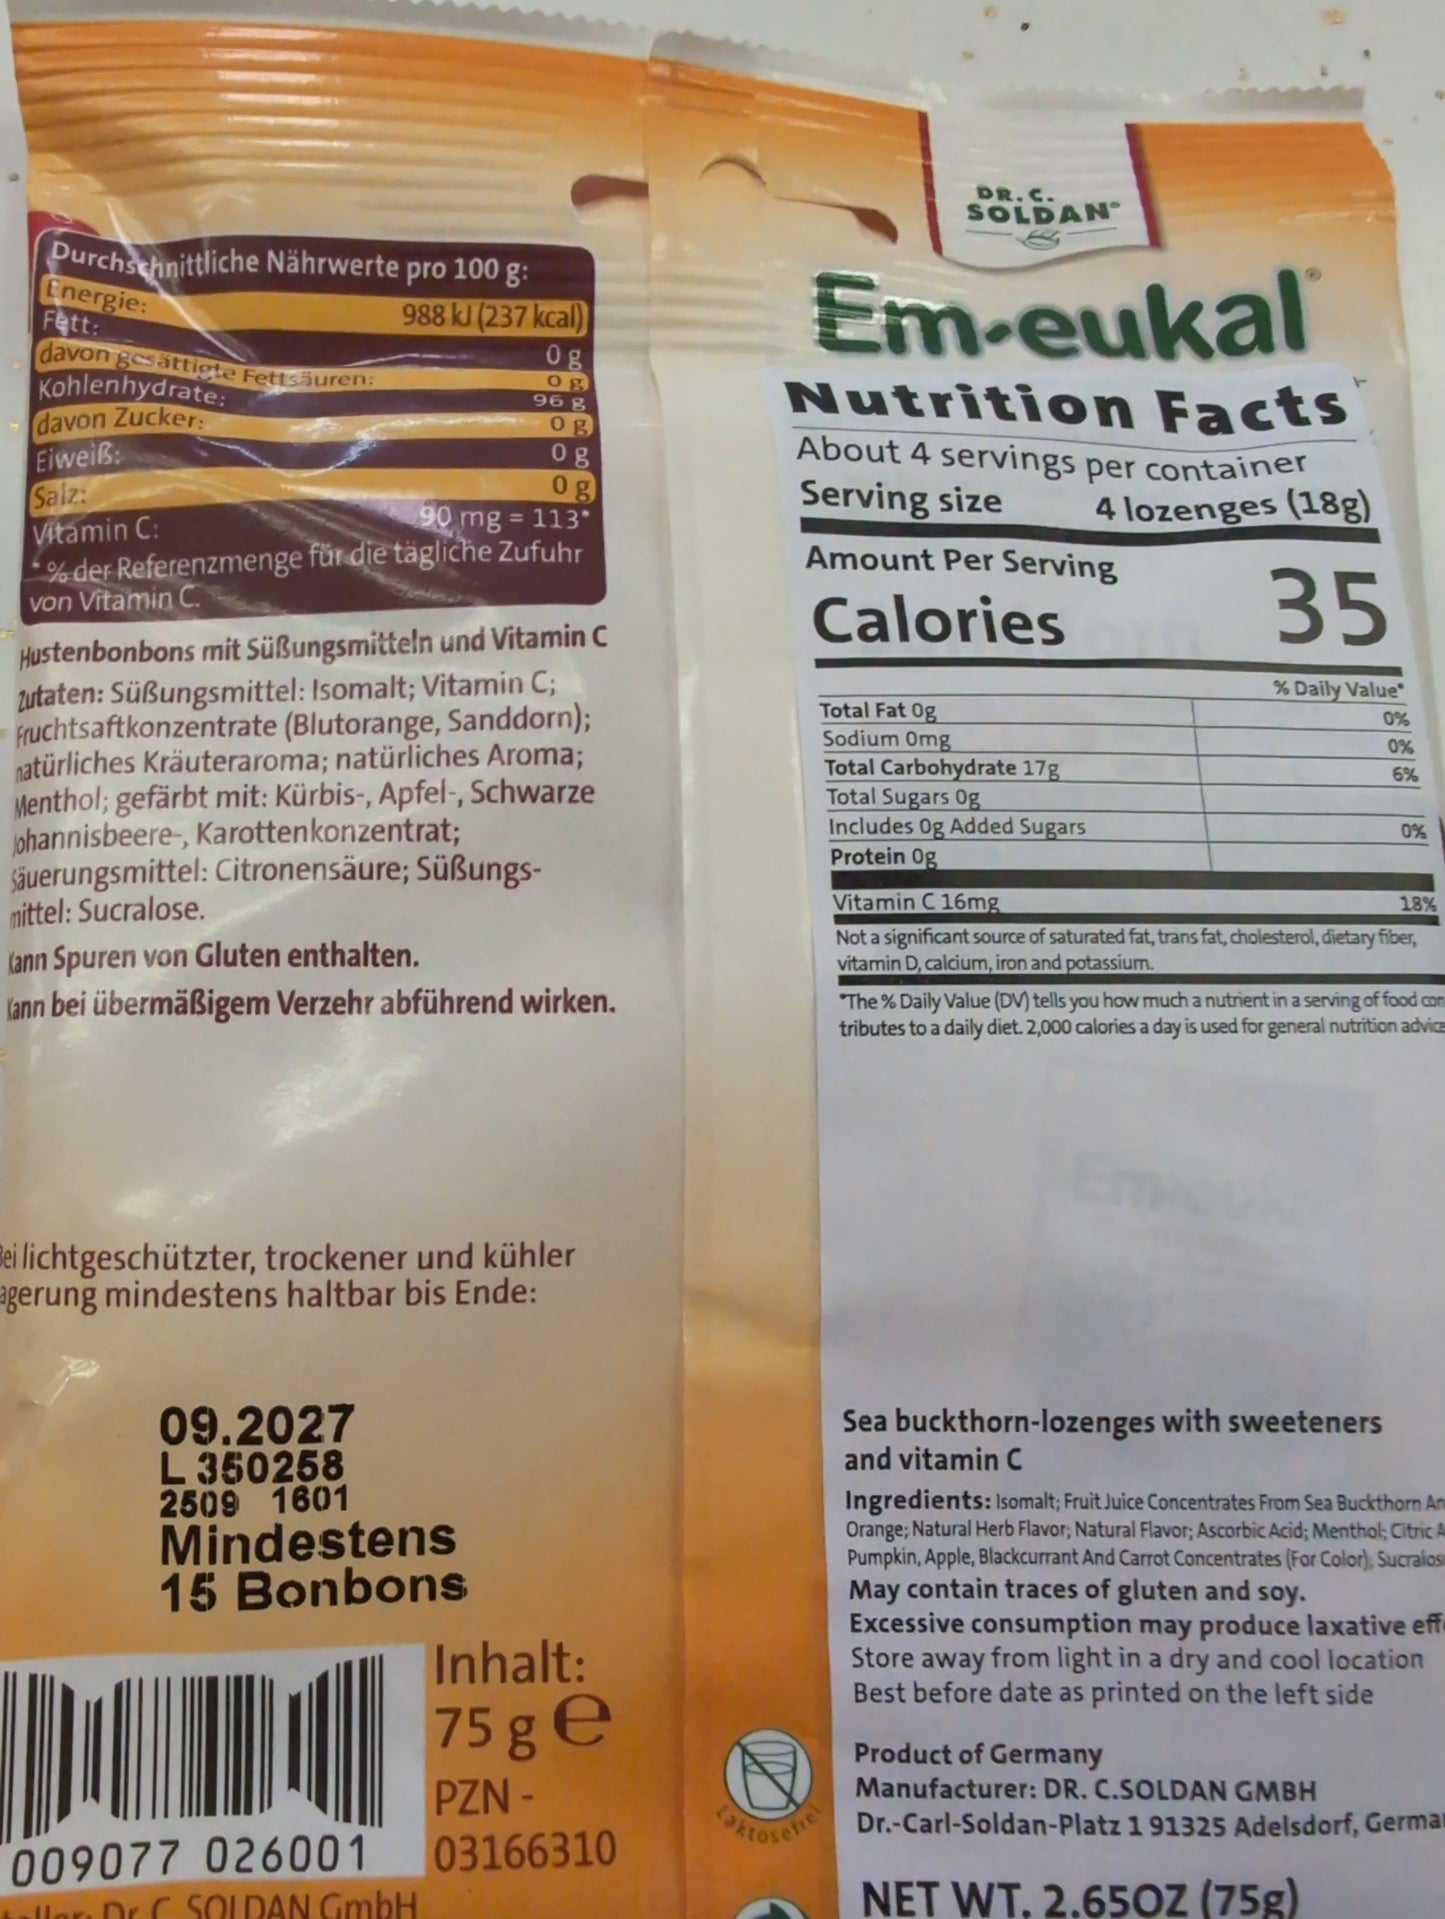 Durchschnittliche Nährwerte pro 100 g:
Energie: 988 kJ (237 kcal)
Fett: 0 g
davon gesättigte Fettsäuren: 0 g
Kohlenhydrate: 96 g
davon Zucker: 0 g
Eiweiß: 0 g
Salz: 0 g
Vitamin C: 90 mg = 113*
*% der Referenzmenge für die tägliche Zufuhr
von Vitamin C.
Hustenbonbons mit Süßungsmitteln und Vitamin C
Zutaten: Süßungsmittel: Isomalt; Vitamin C;
Fruchtsaftkonzentrate (Blutorange, Sanddorn);
natürliches Kräuteraroma; natürliches Aroma;
Menthol; gefärbt mit: Kürbis-, Apfel-, Schwarze
Johannisbeere-, Karottenkonzentrat;
Säuerungsmittel: Citronensäure; Süßungs-
mittel: Sucralose.
Kann Spuren von Gluten enthalten.
Kann bei übermäßigem Verzehr abführend wirken.
Bei lichtgeschützter, trockener und kühler
agerung mindestens haltbar bis Ende:
09.2027
L 350258
2509 1601
Mindestens
15 Bonbons
Inhalt:
75 g e
PZN -
03166310
009077 026001
Dr. C. SOLDAN GmbH
Laktosefrei
DR. C.
SOLDAN®
Em-eukal®
Nutrition Facts
About 4 servings per container
Serving size 4 lozenges (18g)
Amount Per Serving
Calories 35
% Daily Value*
Total Fat 0g 0%
Sodium 0mg 0%
Total Carbohydrate 17g 6%
Total Sugars 0g
Includes 0g Added Sugars 0%
Protein 0g
Vitamin C 16mg 18%
Not a significant source of saturated fat, trans fat, cholesterol, dietary fiber,
vitamin D, calcium, iron and potassium.
*The % Daily Value (DV) tells you how much a nutrient in a serving of food con
tributes to a daily diet. 2,000 calories a day is used for general nutrition advice
Sea buckthorn-lozenges with sweeteners
and vitamin C
Ingredients: Isomalt; Fruit Juice Concentrates From Sea Buckthorn An
Orange; Natural Herb Flavor; Natural Flavor; Ascorbic Acid; Menthol; Citric A
Pumpkin, Apple, Blackcurrant And Carrot Concentrates (For Color); Sucralos
May contain traces of gluten and soy.
Excessive consumption may produce laxative eff
Store away from light in a dry and cool location
Best before date as printed on the left side
Product of Germany
Manufacturer: DR. C.SOLDAN GMBH
Dr.-Carl-Soldan-Platz 1 91325 Adelsdorf, German
NET WT. 2.65OZ (75g)